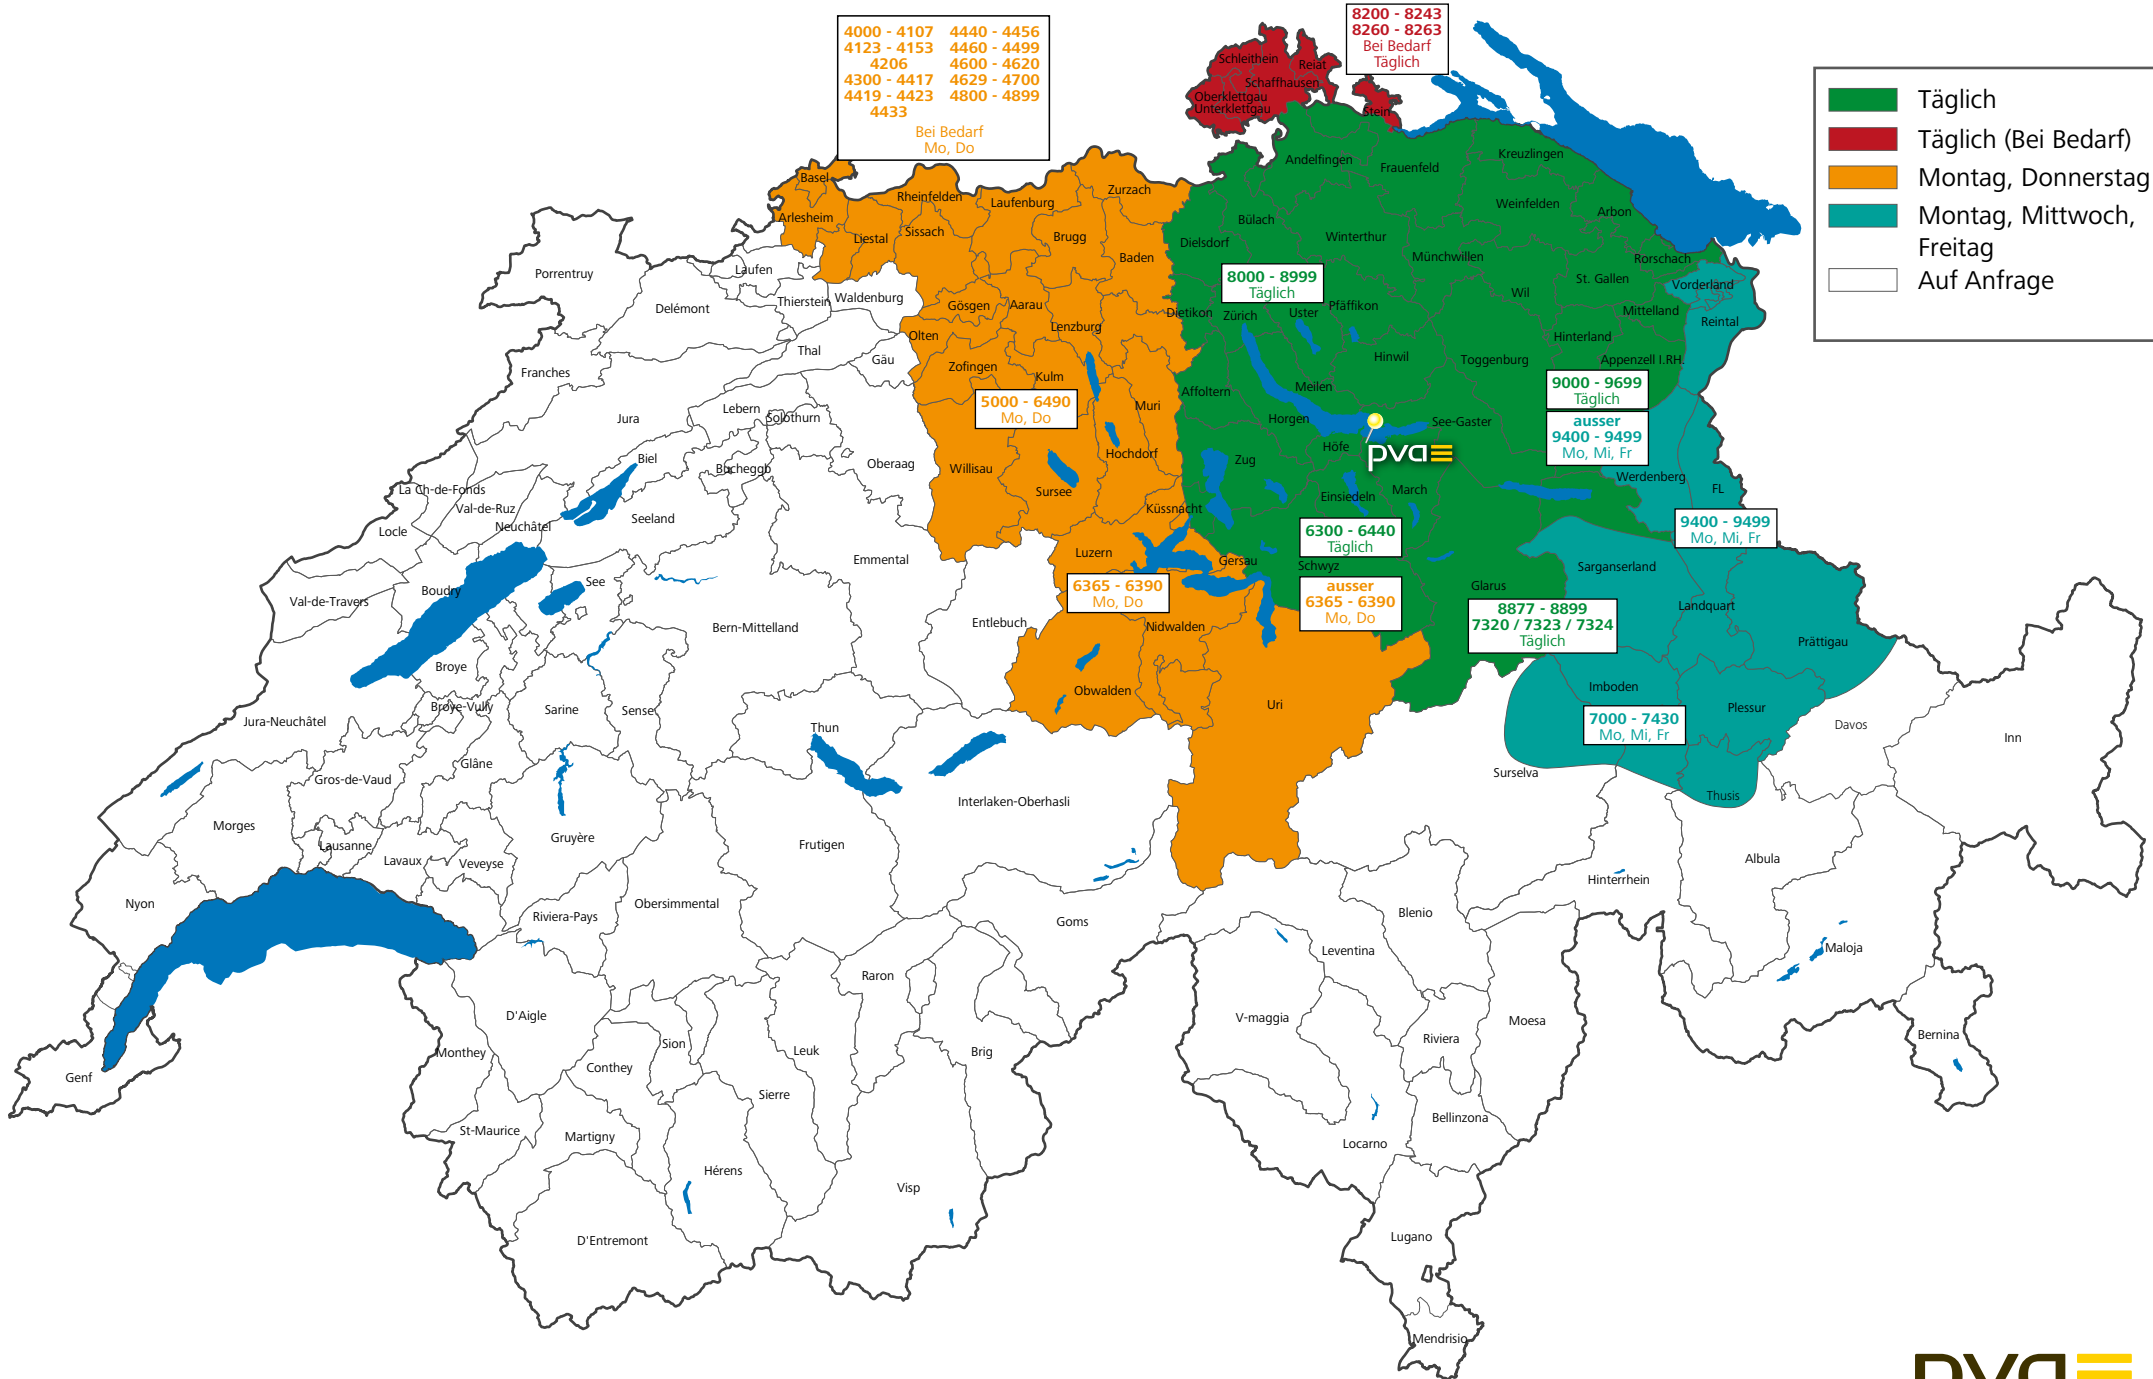 4000 - 4107 4440 - 4456
4123 - 4153 4460 - 4499
4206 4600 - 4620
4300 - 4417 4629 - 4700
4419 - 4423 4800 - 4899
4433
Bei Bedarf
Mo, Do
8200 - 8243
8260 - 8263
Bei Bedarf
Täglich
Täglich
Täglich (Bei Bedarf)
Montag, Donnerstag
Montag, Mittwoch,
Freitag
Auf Anfrage
Schleitheim
Reiat
Schaffhausen
Oberklettgau
Unterklettgau
Stein
Andelfingen
Frauenfeld
Kreuzlingen
Weinfelden
Arbon
Bülach
Winterthur
Dielsdorf
Münchwillen
Rorschach
St. Gallen
Vorderland
Wil
Mittelland
Reintal
Hinterland
Appenzell I.RH.
8000 - 8999
Täglich
Dietikon
Zürich
Uster
Pfäffikon
Hinwil
Toggenburg
Meilen
Affoltern
Horgen
See-Gaster
Höfe
pva
Zug
Einsiedeln
March
9000 - 9699
Täglich
ausser
9400 - 9499
Mo, Mi, Fr
Werdenberg
FL
9400 - 9499
Mo, Mi, Fr
6300 - 6440
Täglich
Schwyz
ausser
6365 - 6390
Mo, Do
Glarus
8877 - 8899
7320 / 7323 / 7324
Täglich
Sarganserland
Landquart
Prättigau
Imboden
Plessur
7000 - 7430
Mo, Mi, Fr
Thusis
Davos
Inn
Surselva
Albula
Hinterrhein
Maloja
Bernina
Basel
Rheinfelden
Laufenburg
Zurzach
Arlesheim
Liestal
Sissach
Brugg
Baden
Gösgen
Aarau
Lenzburg
Olten
Zofingen
Kulm
5000 - 6490
Mo, Do
Muri
Willisau
Hochdorf
Sursee
Küssnacht
Luzern
Gersau
6365 - 6390
Mo, Do
Nidwalden
Obwalden
Uri
Entlebuch
Porrentruy
Laufen
Delémont
Thierstein
Waldenburg
Thal
Gäu
Franches
Lebern
Solothurn
Jura
Biel
Bucheggb
Oberaag
La Ch-de-Fonds
Val-de-Ruz
Neuchâtel
Seeland
Locle
Emmental
Boudry
See
Val-de-Travers
Bern-Mittelland
Broye
Broye-Vully
Sarine
Sense
Jura-Neuchâtel
Thun
Glâne
Gros-de-Vaud
Interlaken-Oberhasli
Morges
Gruyère
Frutigen
Lausanne
Lavaux
Veveyse
Nyon
Riviera-Pays
Obersimmental
Goms
Raron
D'Aigle
Genf
Monthey
Conthey
Sion
Leuk
Brig
Sierre
St-Maurice
Martigny
Hérens
Visp
D'Entremont
Blenio
Leventina
V-maggia
Riviera
Moesa
Bellinzona
Locarno
Lugano
Mendrisio
pva